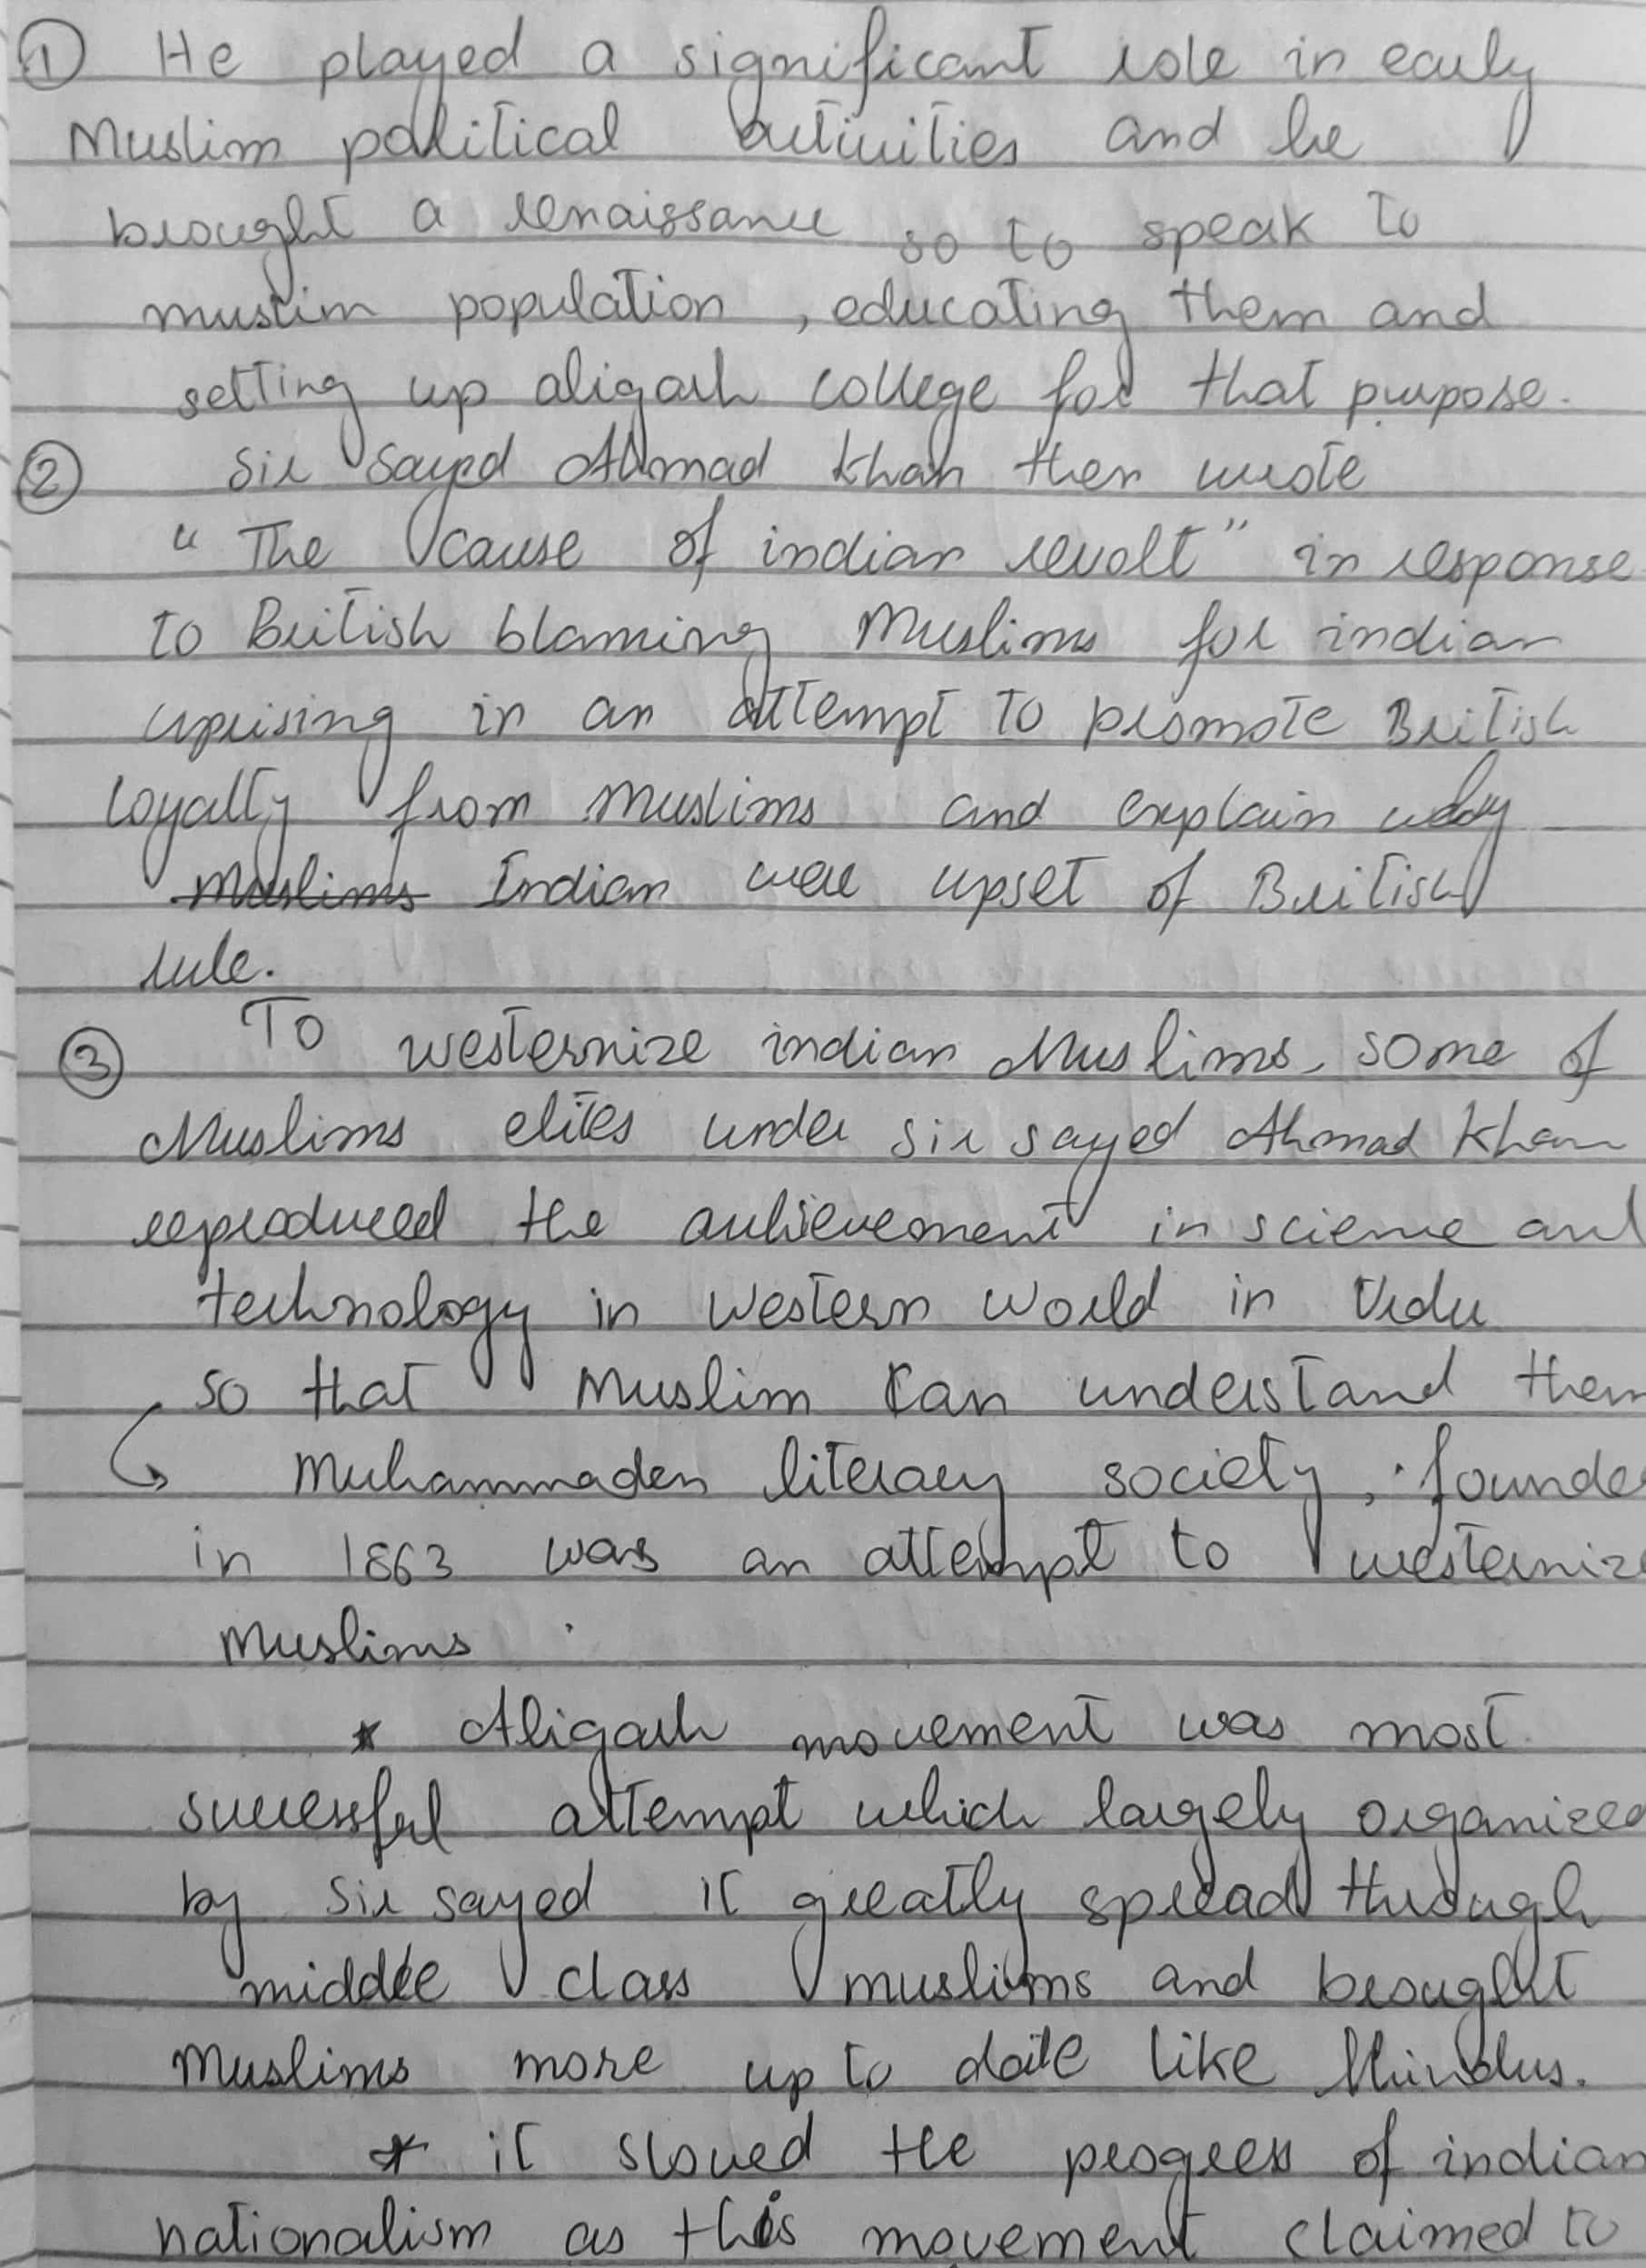 ① He played a significant role in early
Muslim political activities and he
brought a renaissance so to speak to
muslim population , educating them and
setting up aligarh college for that purpose.
② Sir Sayed Ahmad Khan then wrote
" The cause of indian revolt " in response
to British blaming Muslims for indian
uprising in an attempt to promote British
loyalty from Muslims and explain why
Muslims Indian were upset of British
rule.
③ To westernize indian Muslims, some of
Muslims elites under sir sayed Ahmad Khan
reproduced the achievement in science and
technology in western world in Urdu
so that Muslim can understand them
Muhammaden literary society, founde
in 1863 was an attempt to westernize
Muslims .
* Aligarh movement was most
successful attempt which largely organized
by Sir sayed it greatly spread through
middle class muslims and brought
Muslims more up to date like Hindus.
* it slowed the progress of indian
nationalism as this movement claimed to